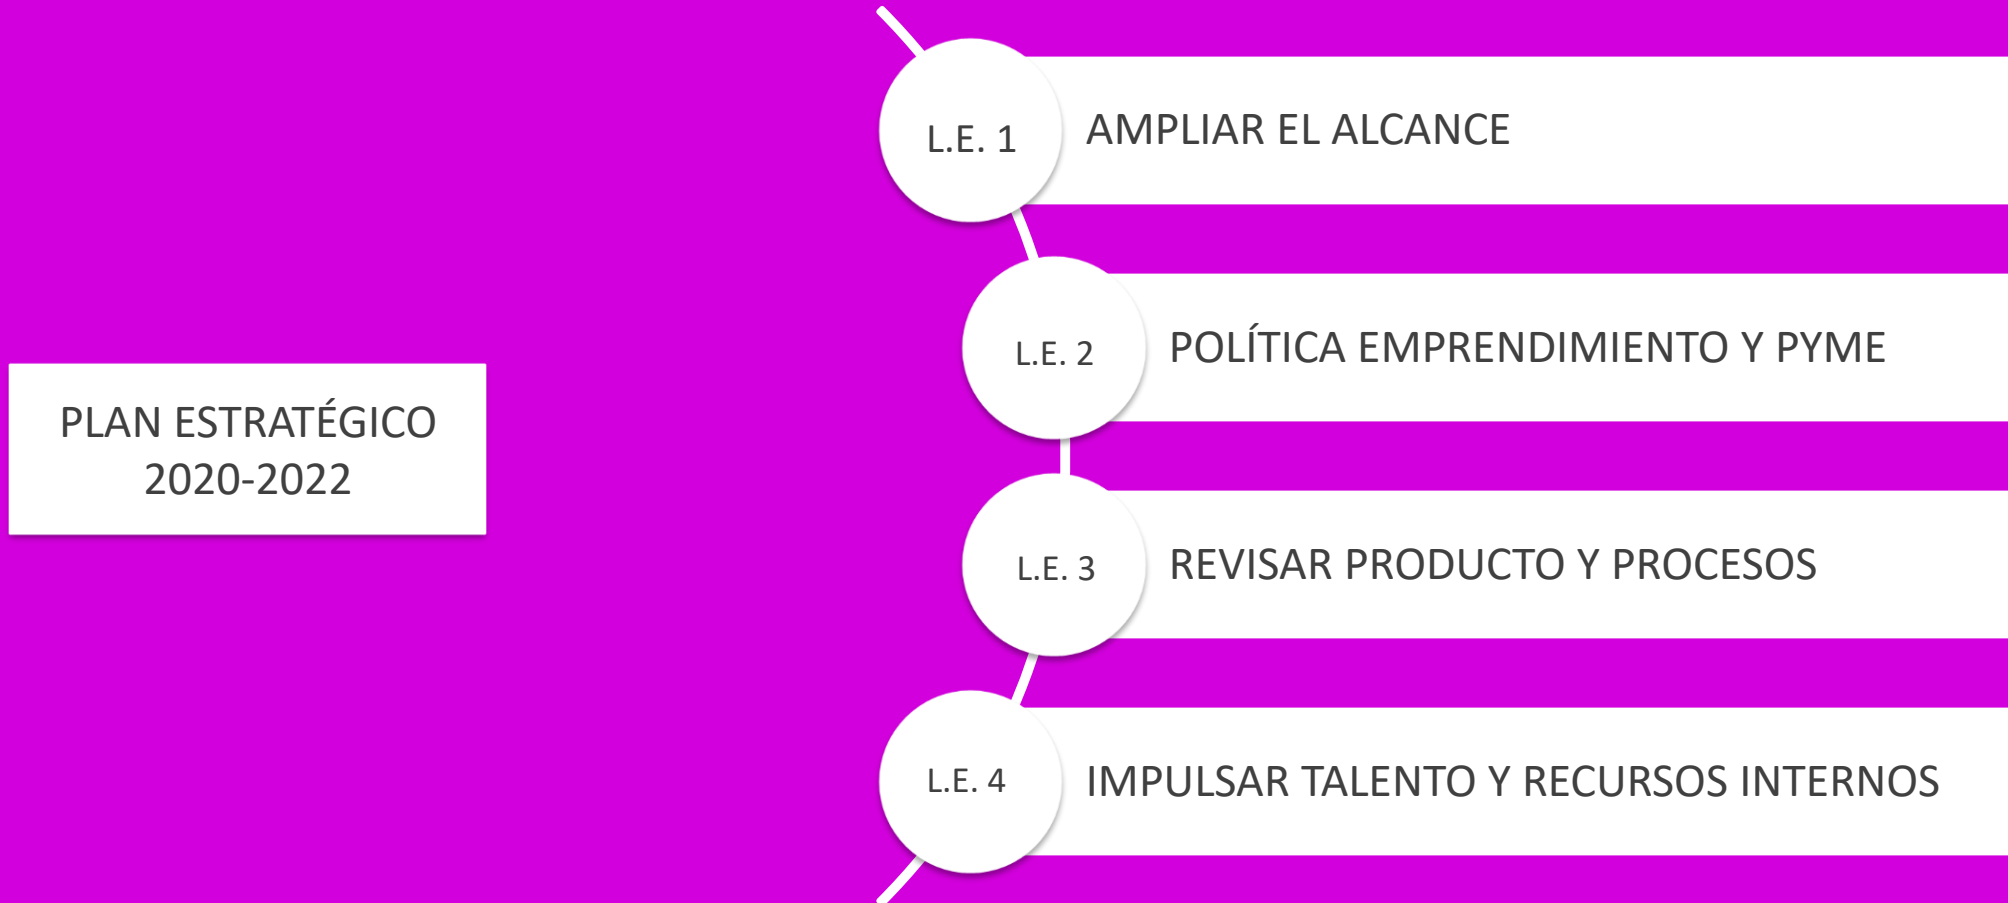 PLAN ESTRATÉGICO
2020-2022
L.E. 1
AMPLIAR EL ALCANCE
L.E. 2
POLÍTICA EMPRENDIMIENTO Y PYME
L.E. 3
REVISAR PRODUCTO Y PROCESOS
L.E. 4
IMPULSAR TALENTO Y RECURSOS INTERNOS